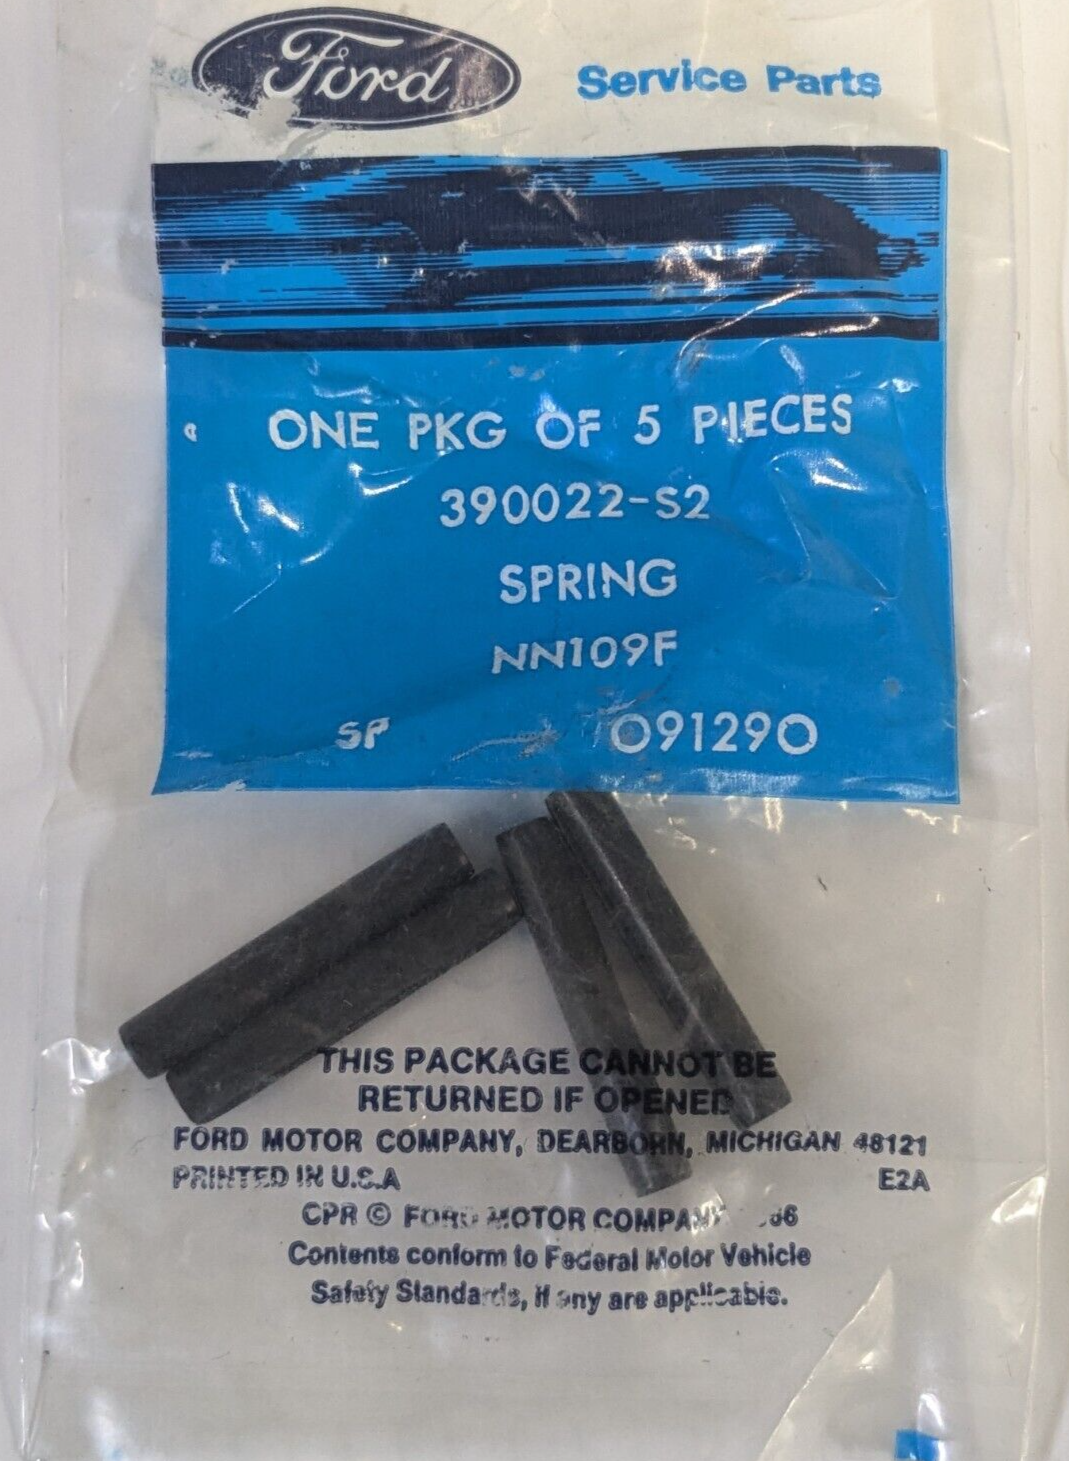 Ford Service Parts
ONE PKG OF 5 PIECES
390022-S2
SPRING
NN109F
SP 091290
THIS PACKAGE CANNOT BE
RETURNED IF OPENED
FORD MOTOR COMPANY, DEARBORN, MICHIGAN 48121
PRINTED IN U.S.A E2A
CPR © FORD MOTOR COMPANY
Contents conform to Federal Motor Vehicle
Safety Standards, if any are applicable.